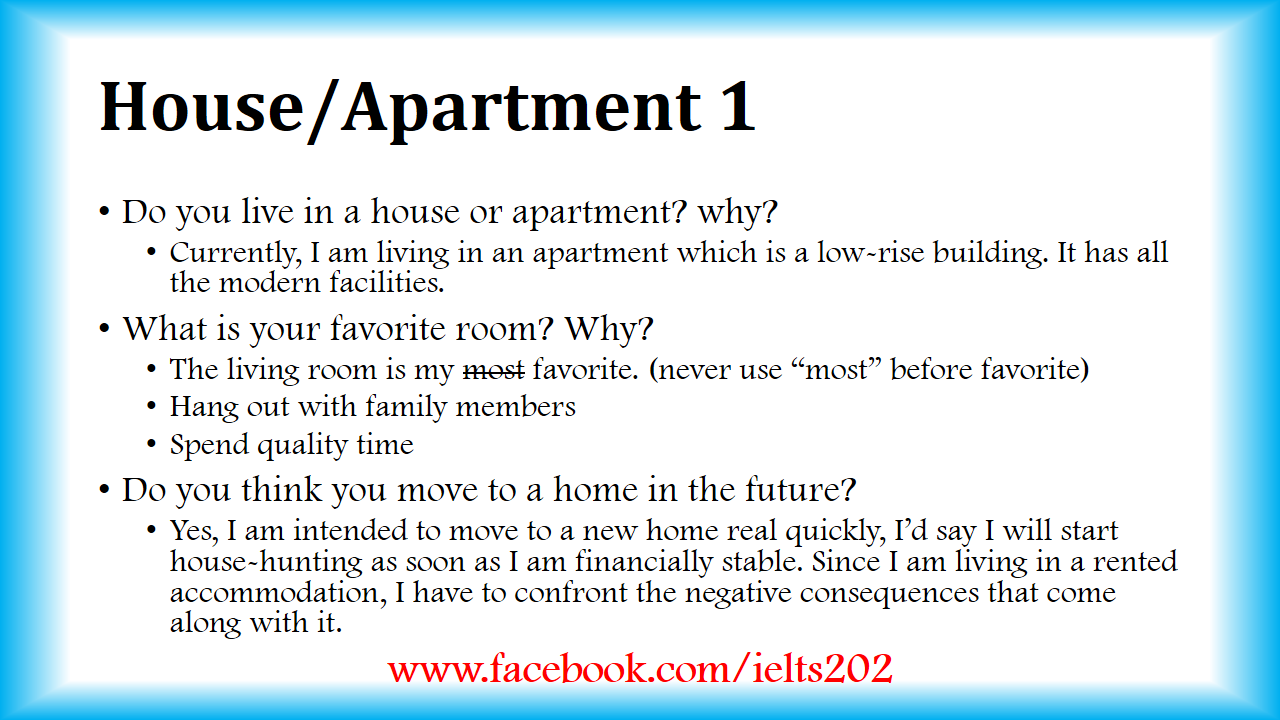 House/Apartment 1
• Do you live in a house or apartment? why?
• Currently, I am living in an apartment which is a low-rise building. It has all
the modern facilities.
• What is your favorite room? Why?
• The living room is my most favorite. (never use “most” before favorite)
• Hang out with family members
• Spend quality time
• Do you think you move to a home in the future?
• Yes, I am intended to move to a new home real quickly, I’d say I will start
house-hunting as soon as I am financially stable. Since I am living in a rented
accommodation, I have to confront the negative consequences that come
along with it.
www.facebook.com/ielts202